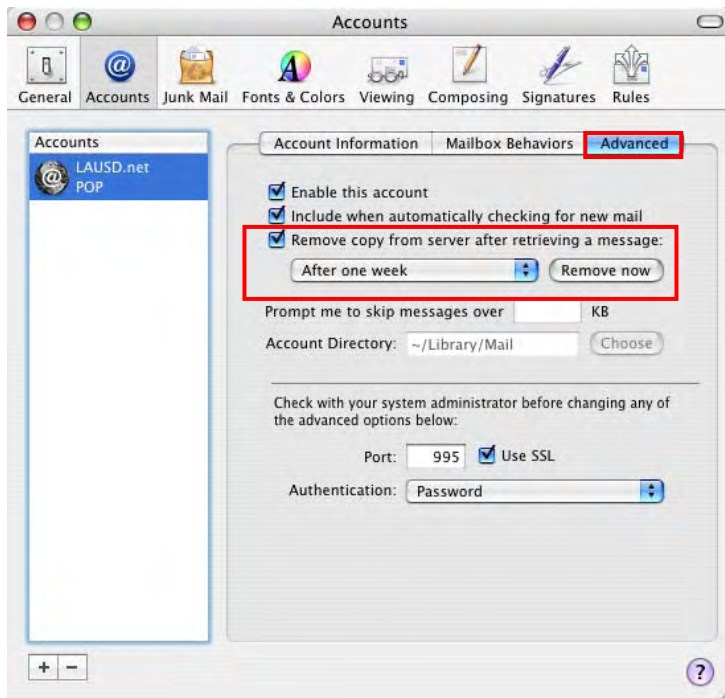 Accounts
General Accounts Junk Mail Fonts & Colors Viewing Composing Signatures Rules
Accounts
LAUSD.net
POP
Account Information Mailbox Behaviors Advanced
Enable this account
Include when automatically checking for new mail
Remove copy from server after retrieving a message:
After one week Remove now
Prompt me to skip messages over KB
Account Directory: ~/Library/Mail Choose
Check with your system administrator before changing any of
the advanced options below:
Port: 995 Use SSL
Authentication: Password
+ − ?